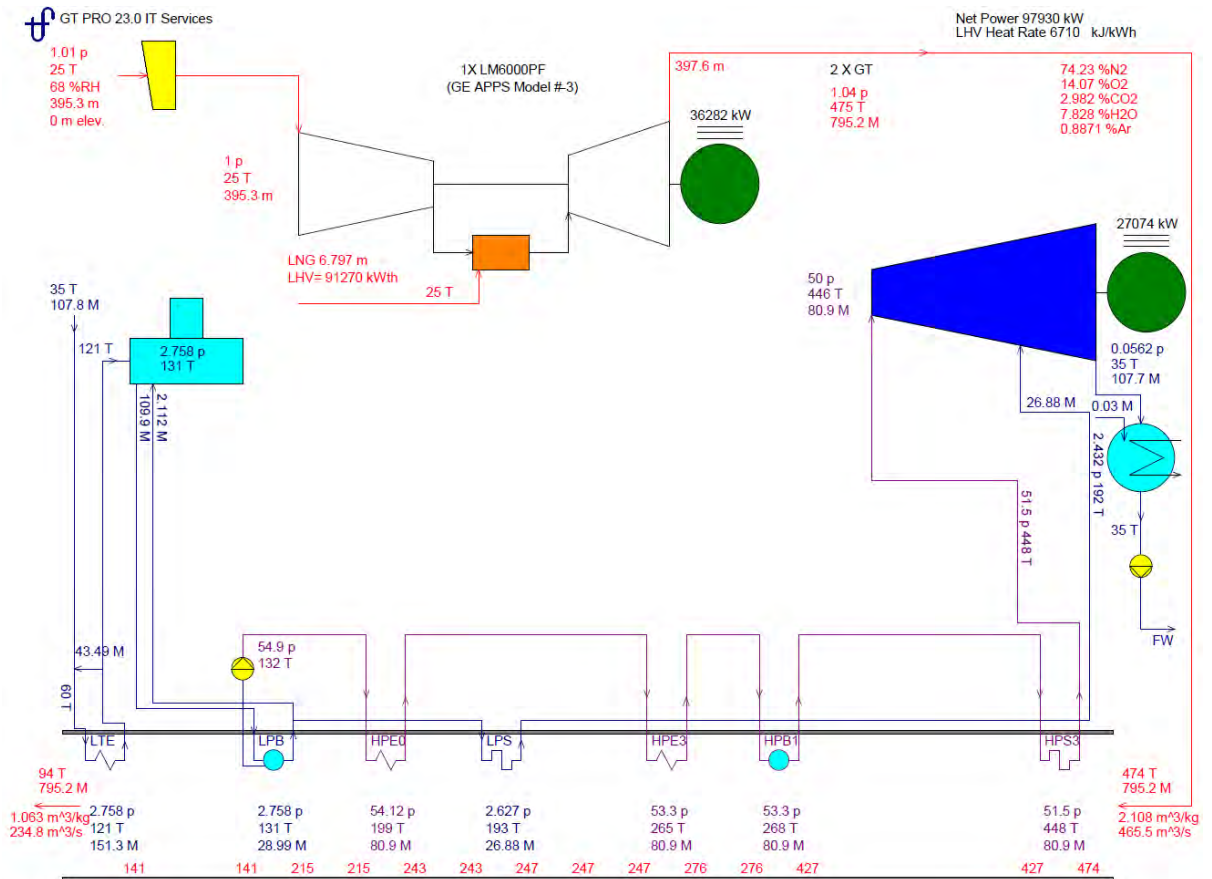 GT PRO 23.0 IT Services
Net Power 97930 kW
LHV Heat Rate 6710 kJ/kWh
1.01 p
25 T
68 %RH
395.3 m
0 m elev.
1X LM6000PF
(GE APPS Model #-3)
397.6 m
2 X GT
1.04 p
475 T
795.2 M
74.23 %N2
14.07 %O2
2.982 %CO2
7.828 %H2O
0.8871 %Ar
36282 kW
1 p
25 T
395.3 m
LNG 6.797 m
LHV= 91270 kWth
25 T
27074 kW
50 p
446 T
80.9 M
35 T
107.8 M
121 T
2.758 p
131 T
109.9 M
2.112 M
0.0562 p
35 T
107.7 M
26.88 M
0.03 M
2.432 p 192 T
51.5 p 448 T
35 T
FW
43.49 M
60 T
54.9 p
132 T
LTE
LPB
HPE0
LPS
HPE3
HPB1
HPS3
94 T
795.2 M
1.063 m^3/kg
234.8 m^3/s
2.758 p
121 T
151.3 M
2.758 p
131 T
28.99 M
54.12 p
199 T
80.9 M
2.627 p
193 T
26.88 M
53.3 p
265 T
80.9 M
53.3 p
268 T
80.9 M
51.5 p
448 T
80.9 M
474 T
795.2 M
2.108 m^3/kg
465.5 m^3/s
141 141 215 215 243 243 247 247 247 276 276 427 427 474